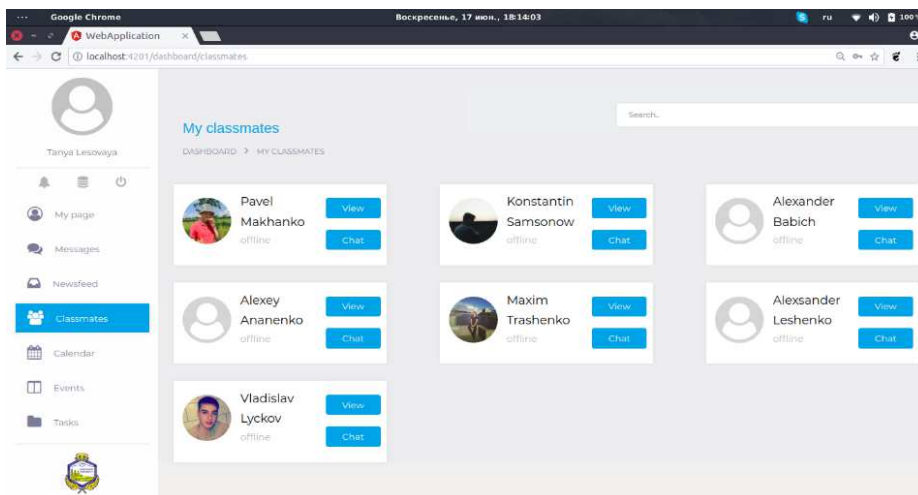 Google Chrome
Воскресенье, 17 июн., 18:14:03
ru
100%
WebApplication
localhost:4201/dashboard/classmates
Tanya Lesovaya
My page
Messages
Newsfeed
Classmates
Calendar
Events
Tasks
My classmates
Search..
DASHBOARD > MY CLASSMATES
Pavel
Makhanko
offline
View
Chat
Konstantin
Samsonow
offline
View
Chat
Alexander
Babich
offline
View
Chat
Alexey
Ananenko
offline
View
Chat
Maxim
Trashenko
offline
View
Chat
Alexsander
Leshenko
offline
View
Chat
Vladislav
Lyckov
offline
View
Chat